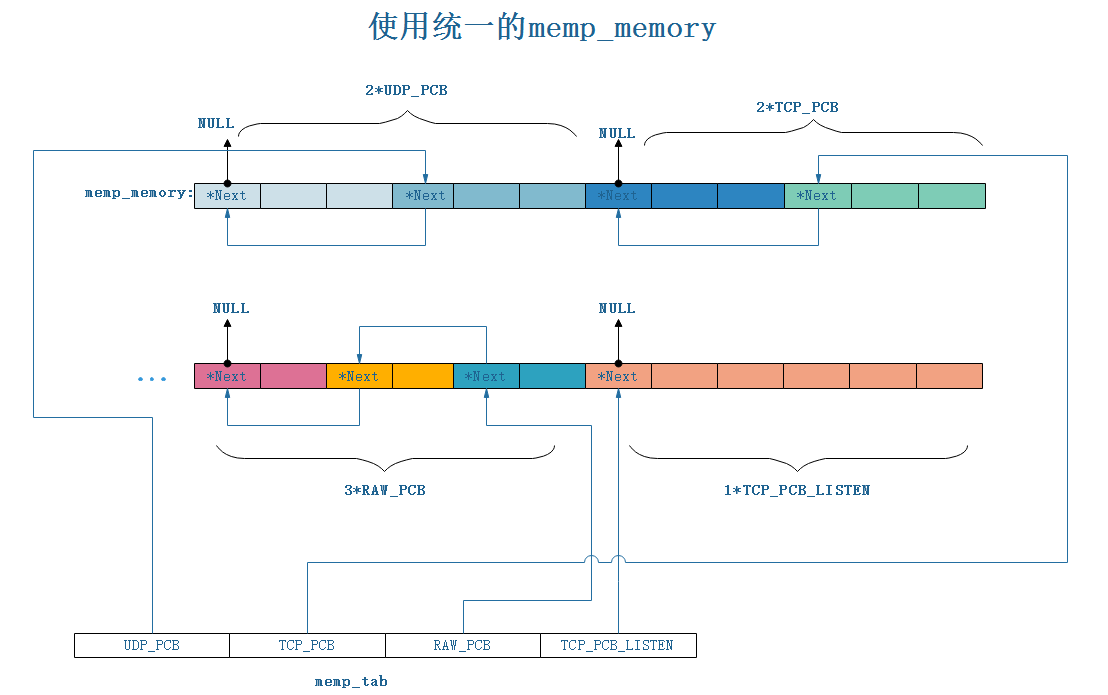 使用统一的memp_memory
2*UDP_PCB
2*TCP_PCB
NULL
NULL
memp_memory:
*Next
*Next
*Next
*Next
NULL
NULL
...
*Next
*Next
*Next
*Next
3*RAW_PCB
1*TCP_PCB_LISTEN
UDP_PCB
TCP_PCB
RAW_PCB
TCP_PCB_LISTEN
memp_tab